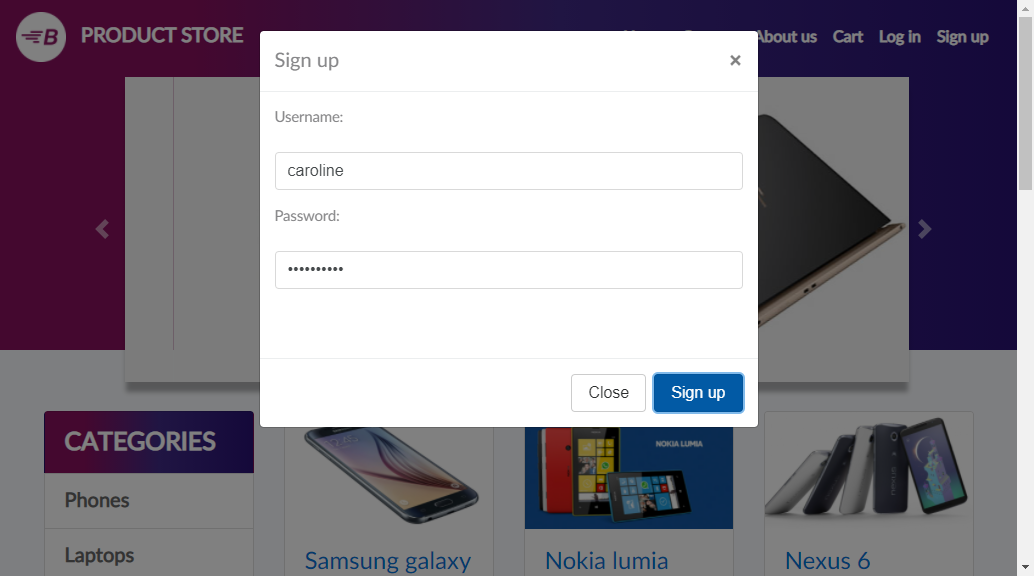 PRODUCT STORE
About us Cart Log in Sign up
Sign up
×
Username:
caroline
Password:
••••••••••
Close Sign up
CATEGORIES
Phones
Laptops
NOKIA LUMIA
Samsung galaxy
Nokia lumia
Nexus 6